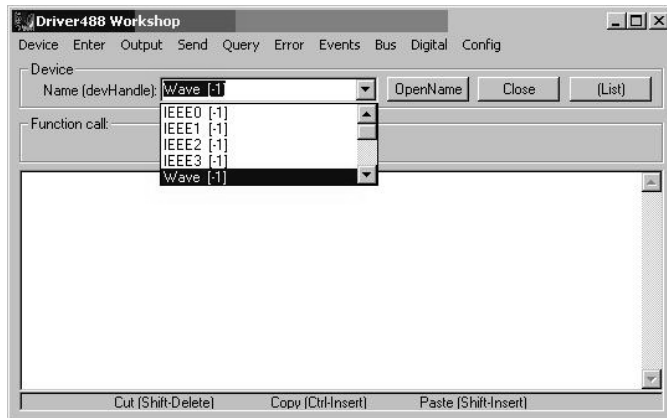 Driver488 Workshop
Device Enter Output Send Query Error Events Bus Digital Config
Device
Name (devHandle): Wave [-1] OpenName Close (List)
IEEE0 [-1]
IEEE1 [-1]
Function call:
IEEE2 [-1]
IEEE3 [-1]
Wave [-1]
Cut (Shift-Delete) Copy (Ctrl-Insert) Paste (Shift-Insert)